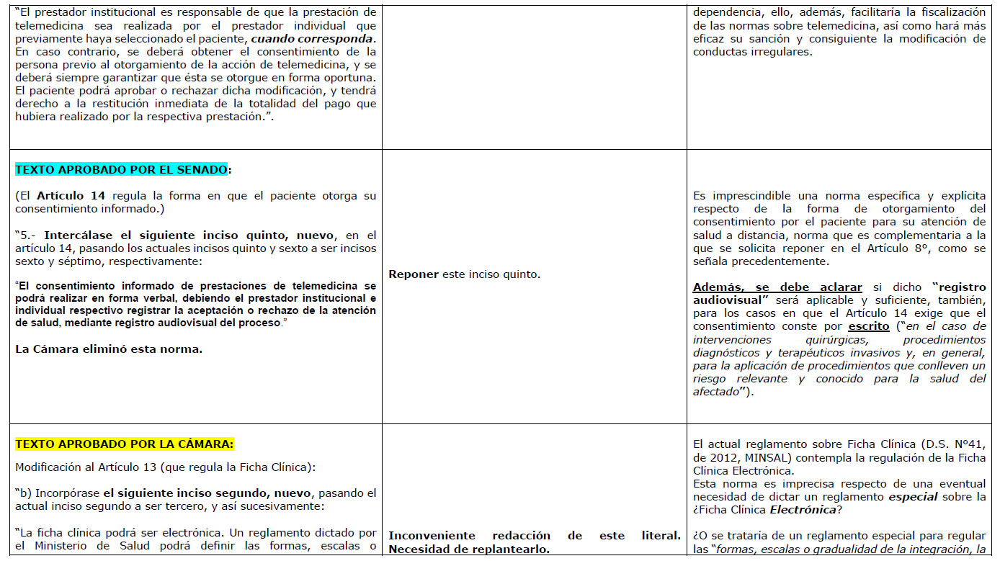 “El prestador institucional es responsable de que la prestación de
telemedicina sea realizada por el prestador individual que
previamente haya seleccionado el paciente, cuando corresponda.
En caso contrario, se deberá obtener el consentimiento de la
persona previo al otorgamiento de la acción de telemedicina, y se
deberá siempre garantizar que ésta se otorgue en forma oportuna.
El paciente podrá aprobar o rechazar dicha modificación, y tendrá
derecho a la restitución inmediata de la totalidad del pago que
hubiera realizado por la respectiva prestación.”.
dependencia, ello, además, facilitaría la fiscalización
de las normas sobre telemedicina, así como hará más
eficaz su sanción y consiguiente la modificación de
conductas irregulares.
TEXTO APROBADO POR EL SENADO:
(El Artículo 14 regula la forma en que el paciente otorga su
consentimiento informado.)
“5.- Intercálase el siguiente inciso quinto, nuevo, en el
artículo 14, pasando los actuales incisos quinto y sexto a ser incisos
sexto y séptimo, respectivamente:
“El consentimiento informado de prestaciones de telemedicina se
podrá realizar en forma verbal, debiendo el prestador institucional e
individual respectivo registrar la aceptación o rechazo de la atención
de salud, mediante registro audiovisual del proceso.”
La Cámara eliminó esta norma.
Reponer este inciso quinto.
Es imprescindible una norma específica y explícita
respecto de la forma de otorgamiento del
consentimiento por el paciente para su atención de
salud a distancia, norma que es complementaria a la
que se solicita reponer en el Artículo 8º, como se
señala precedentemente.
Además, se debe aclarar si dicho “registro
audiovisual” será aplicable y suficiente, también,
para los casos en que el Artículo 14 exige que el
consentimiento conste por escrito (“en el caso de
intervenciones quirúrgicas, procedimientos
diagnósticos y terapéuticos invasivos y, en general,
para la aplicación de procedimientos que conlleven un
riesgo relevante y conocido para la salud del
afectado”).
TEXTO APROBADO POR LA CÁMARA:
Modificación al Artículo 13 (que regula la Ficha Clínica):
“b) Incorpórase el siguiente inciso segundo, nuevo, pasando el
actual inciso segundo a ser tercero, y así sucesivamente:
“La ficha clínica podrá ser electrónica. Un reglamento dictado por
el Ministerio de Salud podrá definir las formas, escalas o
Inconveniente redacción de este literal.
Necesidad de replantearlo.
El actual reglamento sobre Ficha Clínica (D.S. Nº41,
de 2012, MINSAL) contempla la regulación de la Ficha
Clínica Electrónica.
Esta norma es imprecisa respecto de una eventual
necesidad de dictar un reglamento especial sobre la
¿Ficha Clínica Electrónica?
¿O se trataría de un reglamento especial para regular
las “formas, escalas o gradualidad de la integración, la